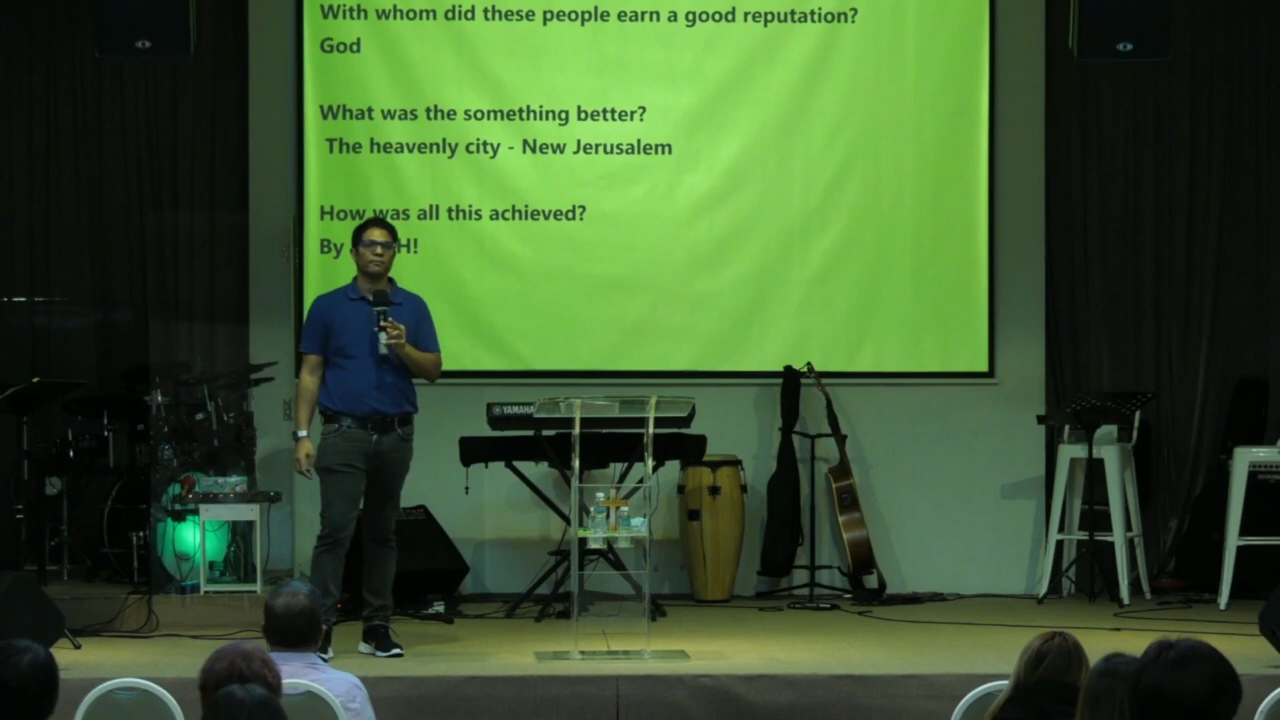 With whom did these people earn a good reputation?
God
What was the something better?
The heavenly city - New Jerusalem
How was all this achieved?
By H!
YAMAHA